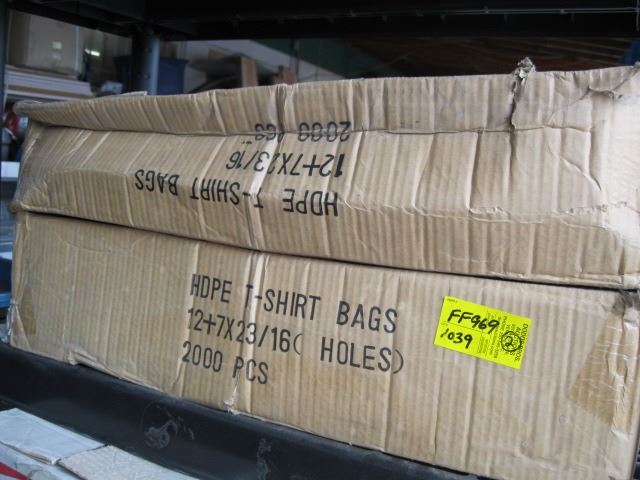 HDPE T-SHIRT BAGS
12+7X23/16
2000 PCS
HDPE T-SHIRT BAGS
12+7X23/16( HOLES)
2000 PCS
FF969
1039